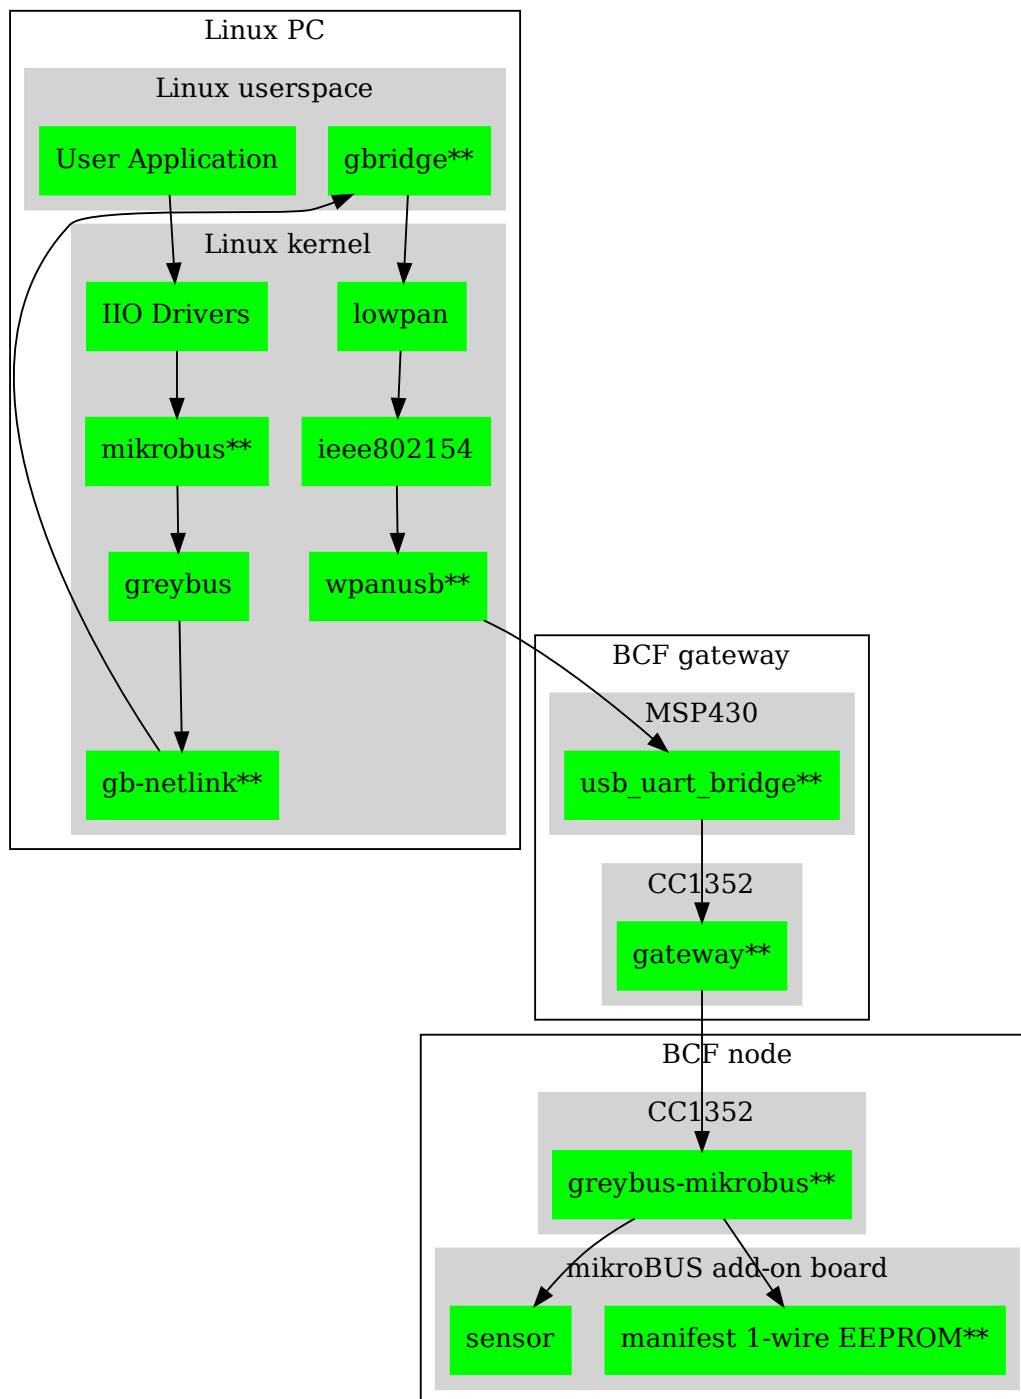 Linux PC
Linux userspace
User Application
gbridge**
Linux kernel
IIO Drivers
lowpan
mikrobus**
ieee802154
greybus
wpanusb**
gb-netlink**
BCF gateway
MSP430
usb_uart_bridge**
CC1352
gateway**
BCF node
CC1352
greybus-mikrobus**
mikroBUS add-on board
sensor
manifest 1-wire EEPROM**